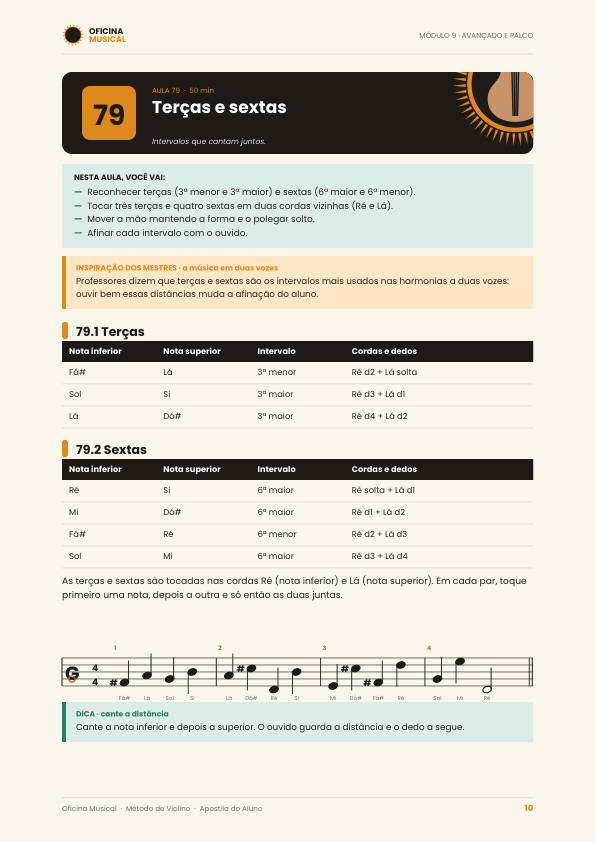 OFICINA
MUSICAL
MÓDULO 9 · AVANÇADO E PALCO
79
AULA 79 · 50 min
Terças e sextas
Intervalos que cantam juntos.
NESTA AULA, VOCÊ VAI:
— Reconhecer terças (3ª menor e 3ª maior) e sextas (6ª maior e 6ª menor).
— Tocar três terças e quatro sextas em duas cordas vizinhas (Ré e Lá).
— Mover a mão mantendo a forma e o polegar solto.
— Afinar cada intervalo com o ouvido.
INSPIRAÇÃO DOS MESTRES · a música em duas vozes
Professores dizem que terças e sextas são os intervalos mais usados nas harmonias a duas vozes:
ouvir bem essas distâncias muda a afinação do aluno.
79.1 Terças
Nota inferior Nota superior Intervalo Cordas e dedos
Fá# Lá 3ª menor Ré d2 + Lá solta
Sol Si 3ª maior Ré d3 + Lá d1
Lá Dó# 3ª maior Ré d4 + Lá d2
79.2 Sextas
Nota inferior Nota superior Intervalo Cordas e dedos
Ré Si 6ª maior Ré solta + Lá d1
Mi Dó# 6ª maior Ré d1 + Lá d2
Fá# Ré 6ª menor Ré d2 + Lá d3
Sol Mi 6ª maior Ré d3 + Lá d4
As terças e sextas são tocadas nas cordas Ré (nota inferior) e Lá (nota superior). Em cada par, toque
primeiro uma nota, depois a outra e só então as duas juntas.
1 2 3 4
G 4 4 # # # #
Fá# Lá Sol Si Lá Dó# Ré Si Mi Dó# Fá# Ré Sol Mi Ré
DICA · cante a distância
Cante a nota inferior e depois a superior. O ouvido guarda a distância e o dedo a segue.
Oficina Musical · Método de Violino · Apostila do Aluno
10